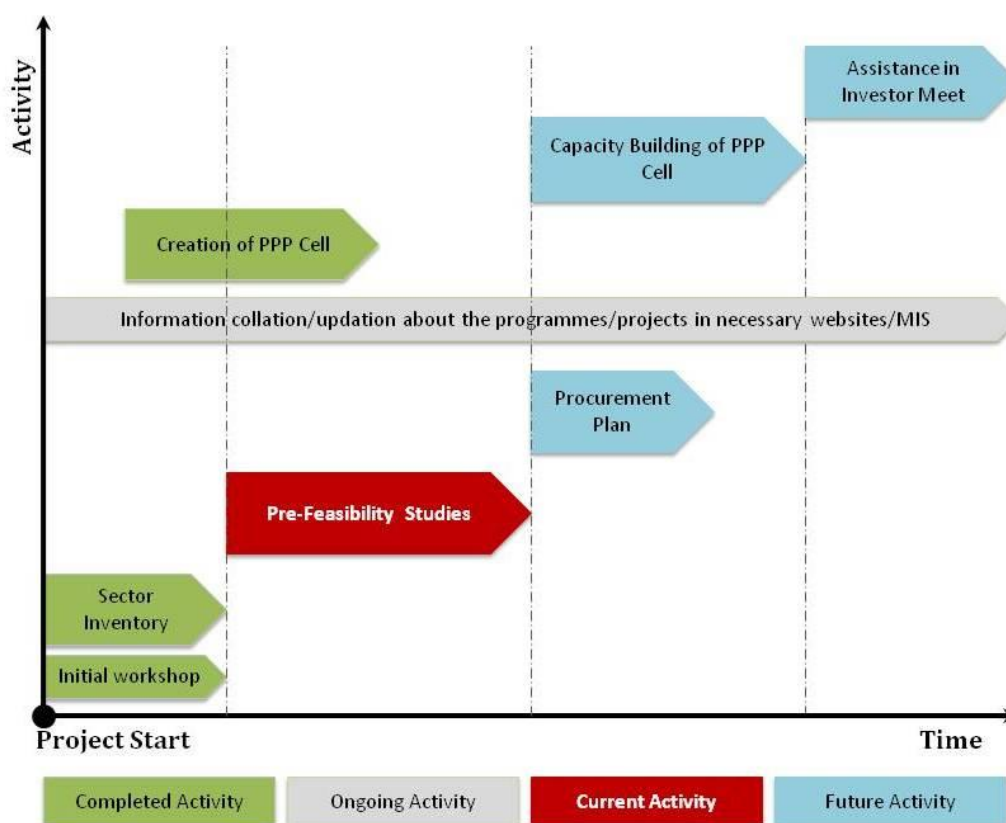 Activity
Assistance in
Investor Meet
Capacity Building of PPP
Cell
Creation of PPP Cell
Information collation/updation about the programmes/projects in necessary websites/MIS
Procurement
Plan
Pre-Feasibility Studies
Sector
Inventory
Initial workshop
Project Start
Time
Completed Activity
Ongoing Activity
Current Activity
Future Activity